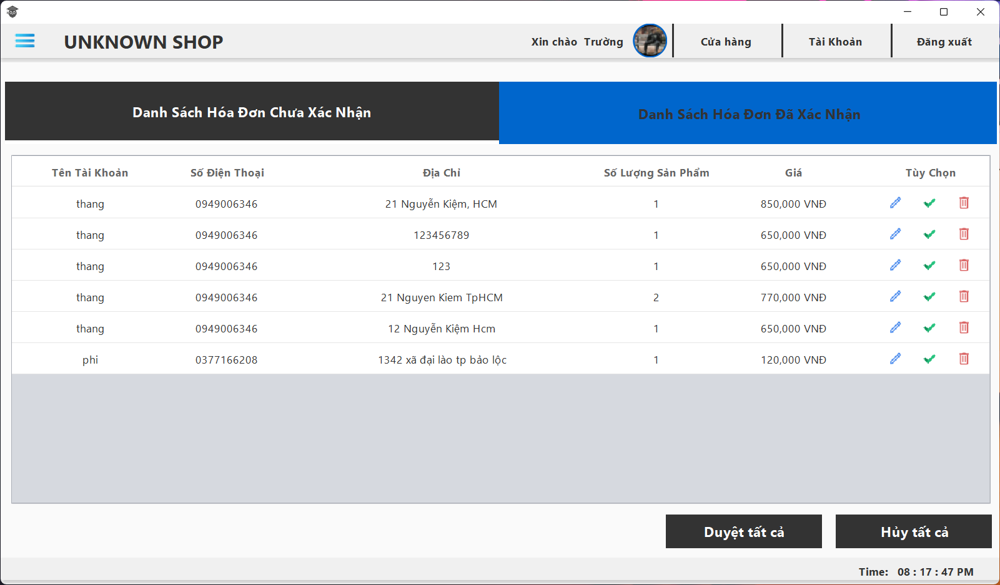 UNKNOWN SHOP
Xin chào Trường
Cửa hàng
Tài Khoản
Đăng xuất
Danh Sách Hóa Đơn Chưa Xác Nhận
Danh Sách Hóa Đơn Đã Xác Nhận
Tên Tài Khoản Số Điện Thoại Địa Chỉ Số Lượng Sản Phẩm Giá Tùy Chọn
thang 0949006346 21 Nguyễn Kiệm, HCM 1 850,000 VNĐ
thang 0949006346 123456789 1 650,000 VNĐ
thang 0949006346 123 1 650,000 VNĐ
thang 0949006346 21 Nguyen Kiem TpHCM 2 770,000 VNĐ
thang 0949006346 12 Nguyễn Kiệm Hcm 1 650,000 VNĐ
phi 0377166208 1342 xã đại lào tp bảo lộc 1 120,000 VNĐ
Duyệt tất cả
Hủy tất cả
Time: 08 : 17 : 47 PM